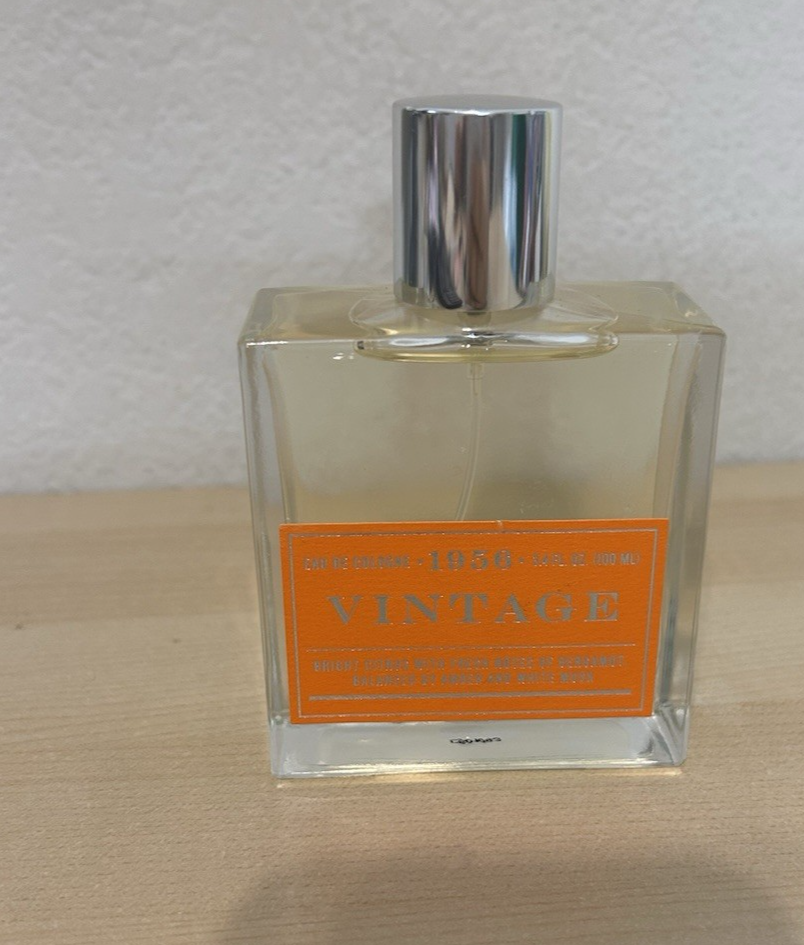 EAU DE COLOGNE • 1956 • 3.4 FL. OZ. (100 ML)
VINTAGE
BRIGHT CITRUS WITH FRESH NOTES OF BERGAMOT
BALANCED BY AMBER AND WHITE MUSK